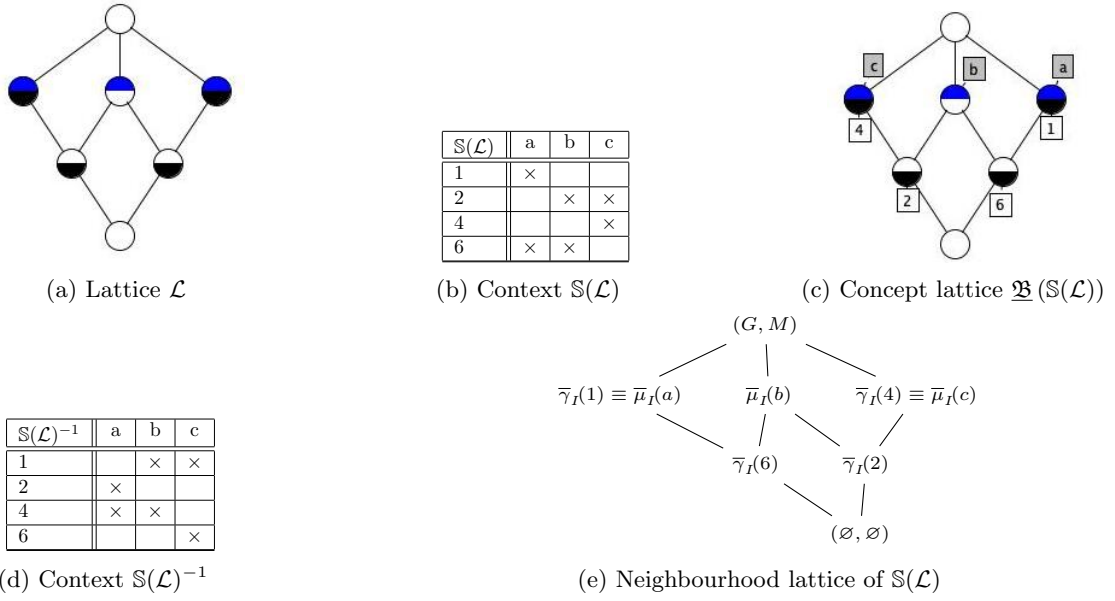 c
b
a
4
1
2
6
(a) Lattice ℒ
𝕊(ℒ) a b c
1 ×
2 × ×
4 ×
6 × ×
(b) Context 𝕊(ℒ)
(c) Concept lattice 𝔅(𝕊(ℒ))
𝕊(ℒ)⁻¹ a b c
1 × ×
2 ×
4 × ×
6 ×
(d) Context 𝕊(ℒ)⁻¹
(G, M)
γ̅_I(1) ≡ μ̅_I(a) μ̅_I(b) γ̅_I(4) ≡ μ̅_I(c)
γ̅_I(6) γ̅_I(2)
(∅, ∅)
(e) Neighbourhood lattice of 𝕊(ℒ)